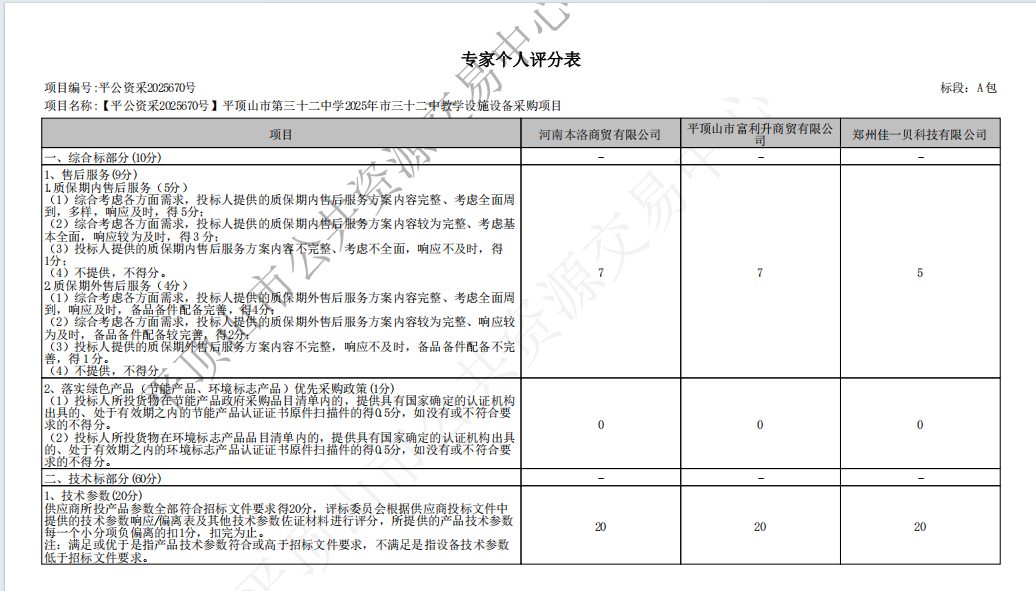 专家个人评分表
项目编号:平公资采2025670号
标段: A包
项目名称:【平公资采2025670号】平顶山市第三十二中学2025年市三十二中教学设施设备采购项目
项目
河南本洛商贸有限公司
平顶山市富利升商贸有限公
司
郑州佳一贝科技有限公司
一、综合标部分(10分)
-
-
-
1、售后服务(9分)
1.质保期内售后服务（5分）
（1）综合考虑各方面需求，投标人提供的质保期内售后服务方案内容完整、考虑全面周
到，多样，响应及时，得 5分；
（2）综合考虑各方面需求，投标人提供的质保期内售后服务方案内容较为完整、考虑基
本全面，响应较为及时，得 3 分；
（3）投标人提供的质保期内售后服务方案内容不完整、考虑不全面，响应不及时，得
1分；
（4）不提供，不得分。
2.质保期外售后服务（4分）
（1）综合考虑各方面需求，投标人提供的质保期外售后服务方案内容完整、考虑全面周
到，响应及时，备品备件配备完善，得4分；
（2）综合考虑各方面需求，投标人提供的质保期外售后服务方案内容较为完整、响应较
为及时，备品备件配备较完善，得2分；
（3）投标人提供的质保期外售后服务方案内容不完整，响应不及时，备品备件配备不完
善，得 1 分。
（4）不提供，不得分。
7
7
5
2、落实绿色产品（节能产品、环境标志产品）优先采购政策(1分)
（1）投标人所投货物在节能产品政府采购品目清单内的，提供具有国家确定的认证机构
出具的、处于有效期之内的节能产品认证证书原件扫描件的得0.5分，如没有或不符合要
求的不得分。
（2）投标人所投货物在环境标志产品品目清单内的，提供具有国家确定的认证机构出具
的、处于有效期之内的环境标志产品认证证书原件扫描件的得0.5分，如没有或不符合要
求的不得分。
0
0
0
二、技术标部分(60分)
-
-
-
1、技术参数(20分)
供应商所投产品参数全部符合招标文件要求得20分，评标委员会根据供应商投标文件中
提供的技术参数响应/偏离表及其他技术参数佐证材料进行评分，所提供的产品技术参数
每一个小分项负偏离的扣1分，扣完为止。
注：满足或优于是指产品技术参数符合或高于招标文件要求，不满足是指设备技术参数
低于招标文件要求。
20
20
20
平顶山市公共资源交易中心
平顶山市公共资源交易中心